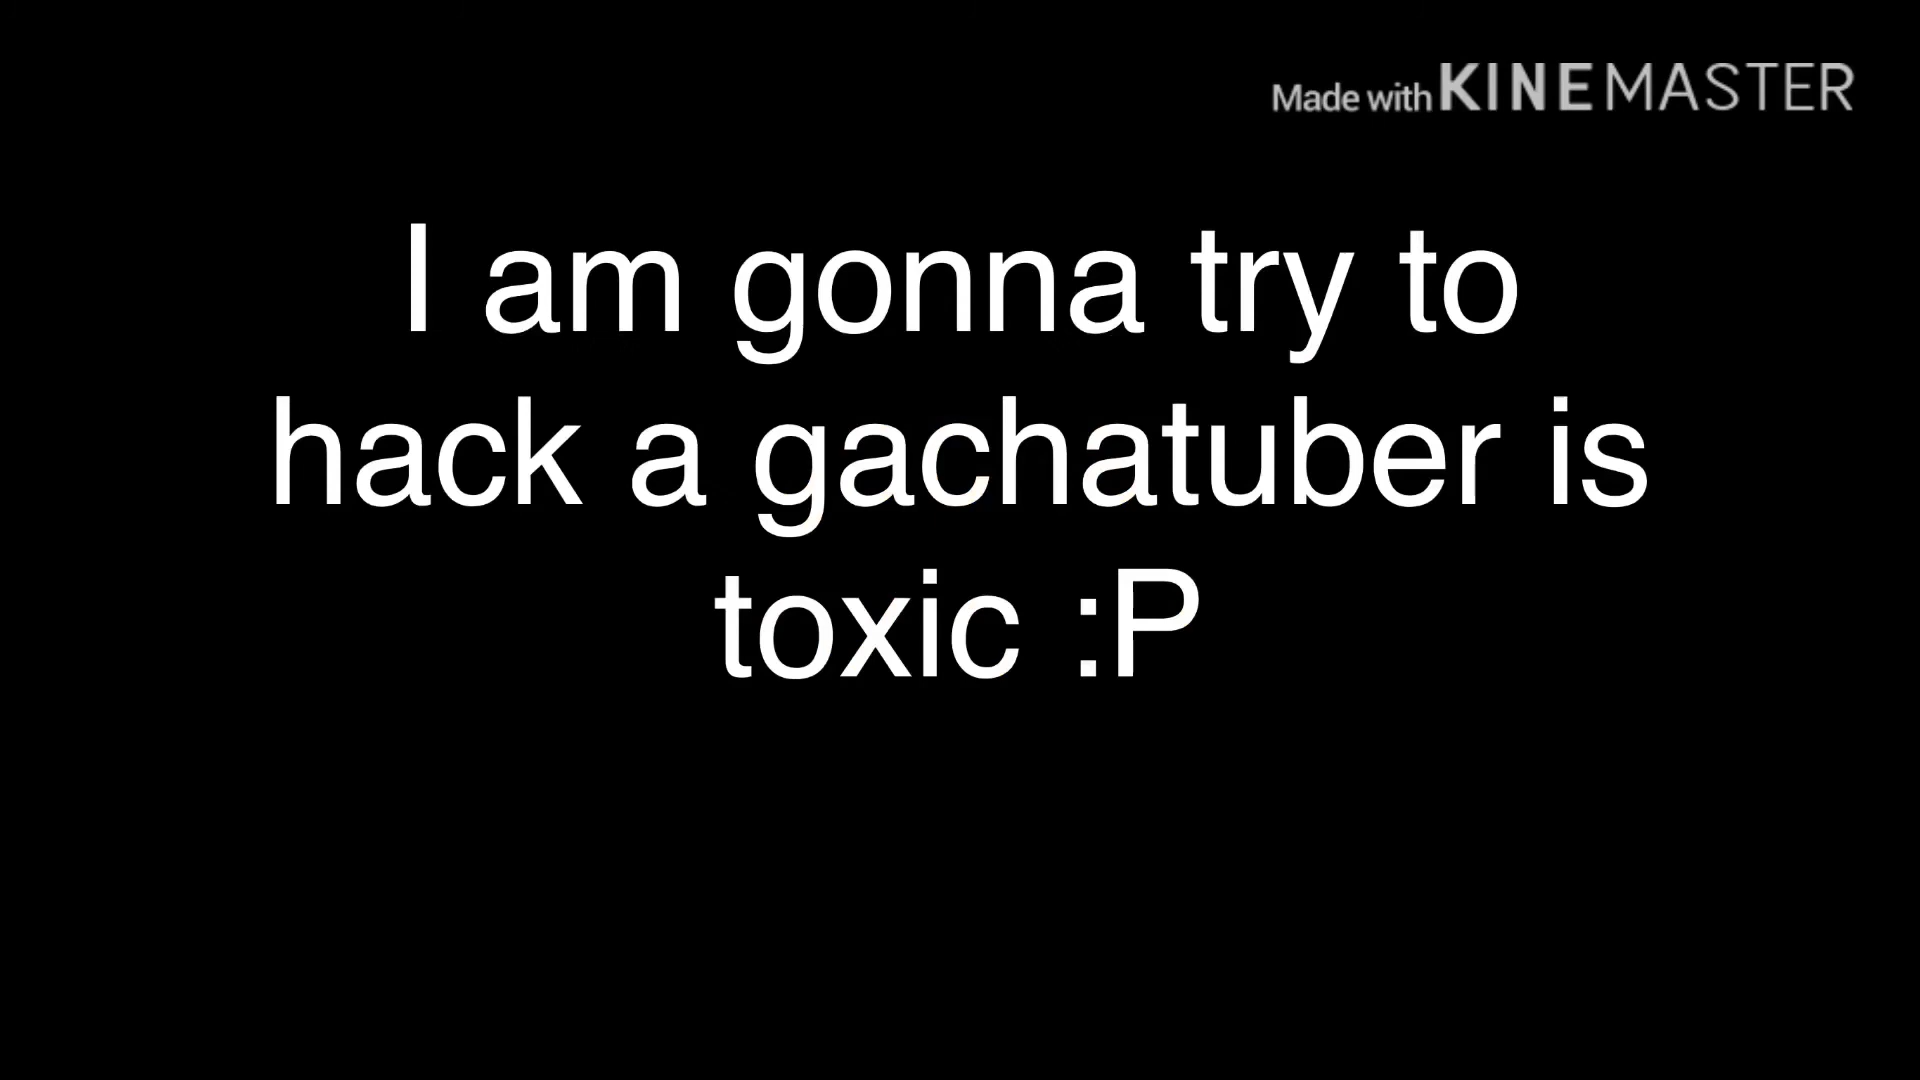 Made with KINEMASTER
I am gonna try to
hack a gachatuber is
toxic :P